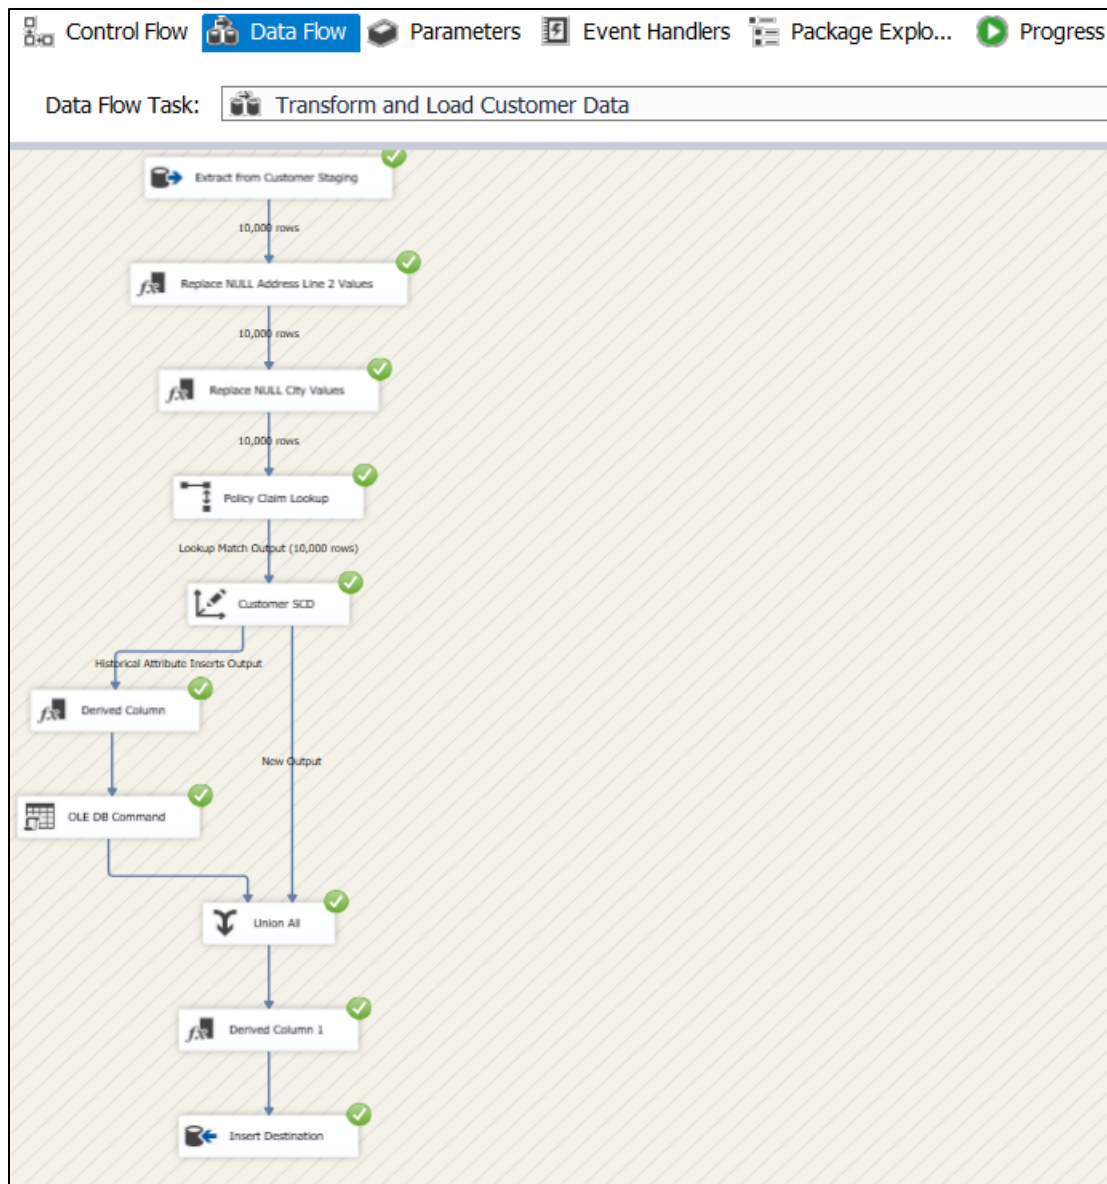 Control Flow Data Flow Parameters Event Handlers Package Explo... Progress
Data Flow Task: Transform and Load Customer Data
Extract from Customer Staging
10,000 rows
Replace NULL Address Line 2 Values
10,000 rows
Replace NULL City Values
10,000 rows
Policy Claim Lookup
Lookup Match Output (10,000 rows)
Customer SCD
Historical Attribute Inserts Output
Derived Column
New Output
OLE DB Command
Union All
Derived Column 1
Insert Destination